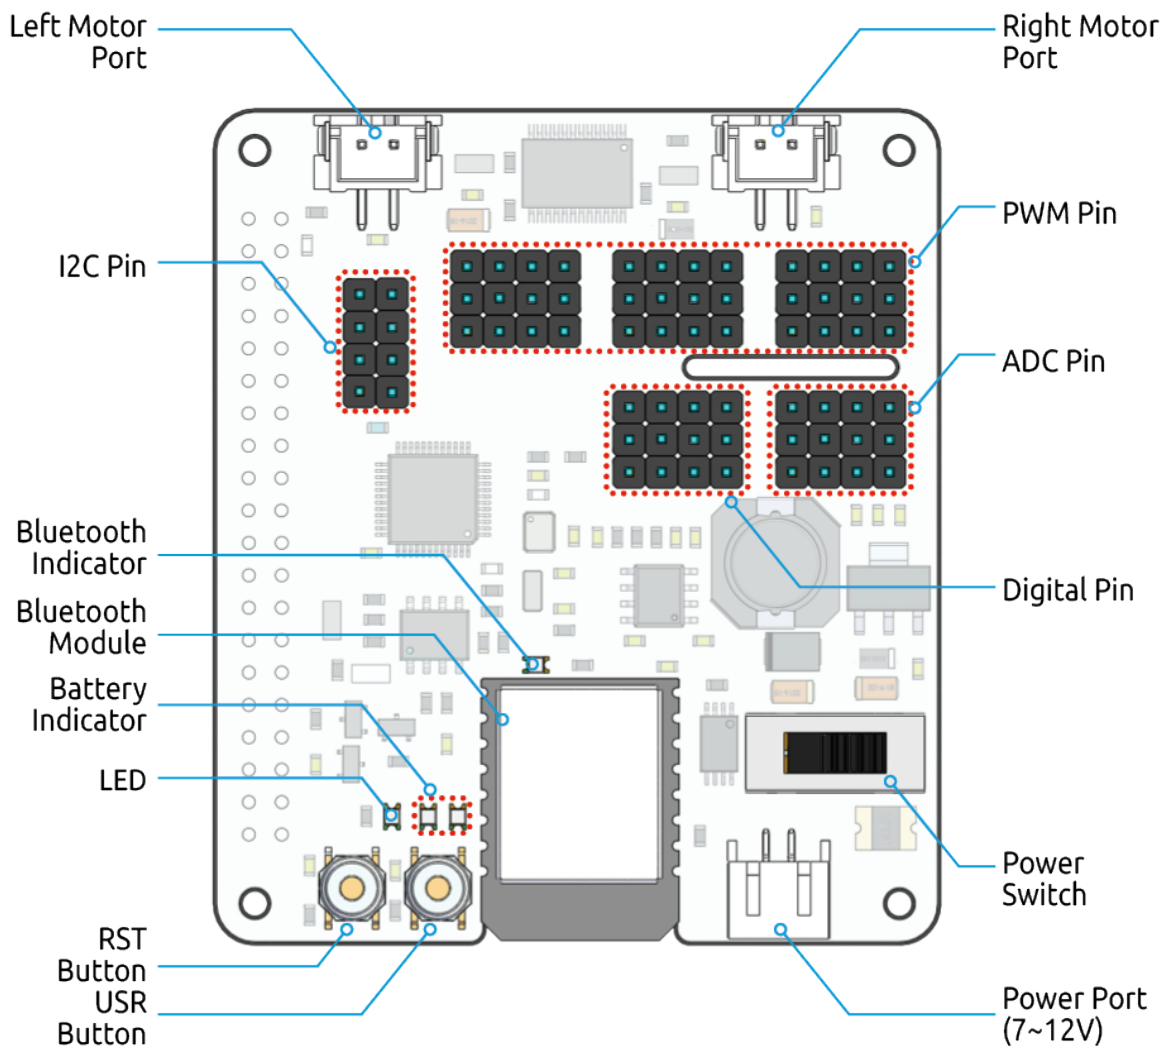 Left Motor
Port
Right Motor
Port
PWM Pin
I2C Pin
ADC Pin
Bluetooth
Indicator
Digital Pin
Bluetooth
Module
Battery
Indicator
LED
Power
Switch
RST
Button
USR
Button
Power Port
(7~12V)